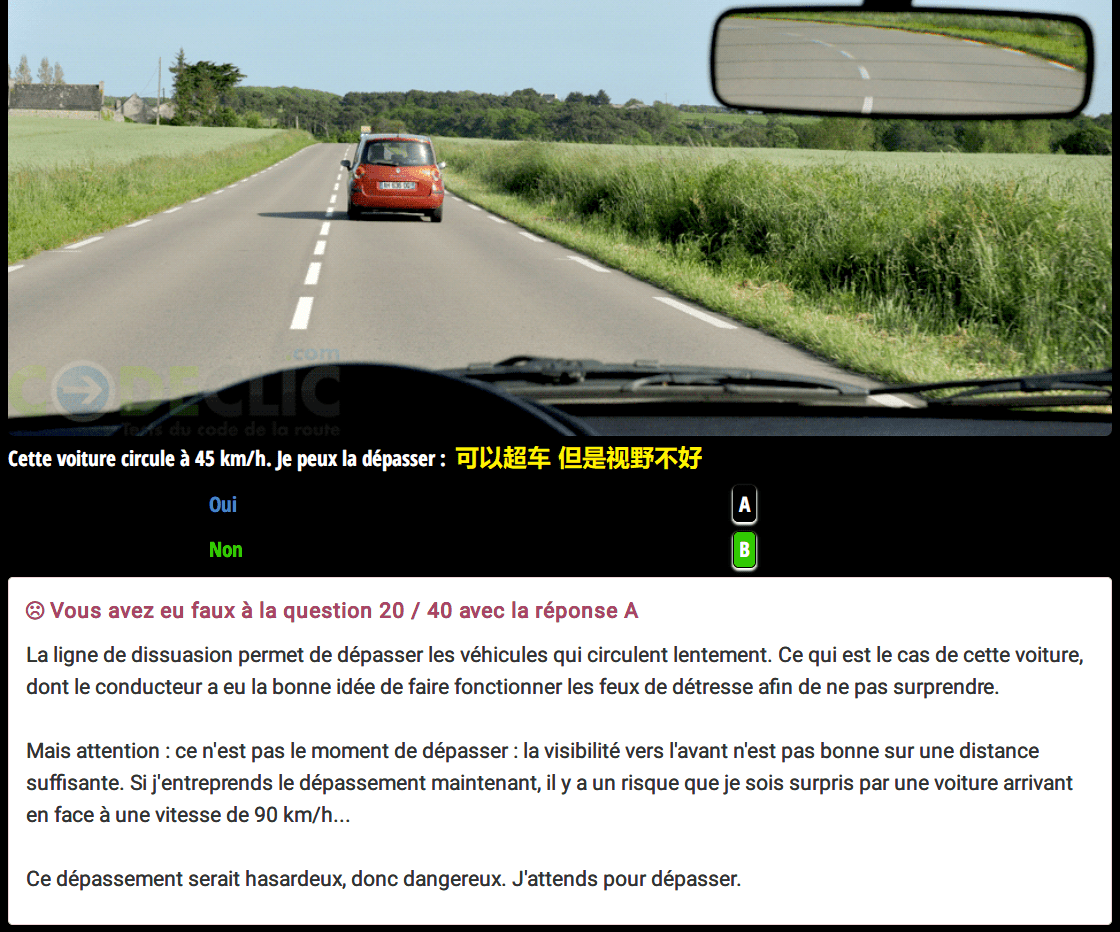 .com
CODECLIC
Tests du code de la route
Cette voiture circule à 45 km/h. Je peux la dépasser : 可以超车 但是视野不好
Oui A
Non B
Vous avez eu faux à la question 20 / 40 avec la réponse A
La ligne de dissuasion permet de dépasser les véhicules qui circulent lentement. Ce qui est le cas de cette voiture,
dont le conducteur a eu la bonne idée de faire fonctionner les feux de détresse afin de ne pas surprendre.
Mais attention : ce n'est pas le moment de dépasser : la visibilité vers l'avant n'est pas bonne sur une distance
suffisante. Si j'entreprends le dépassement maintenant, il y a un risque que je sois surpris par une voiture arrivant
en face à une vitesse de 90 km/h...
Ce dépassement serait hasardeux, donc dangereux. J'attends pour dépasser.